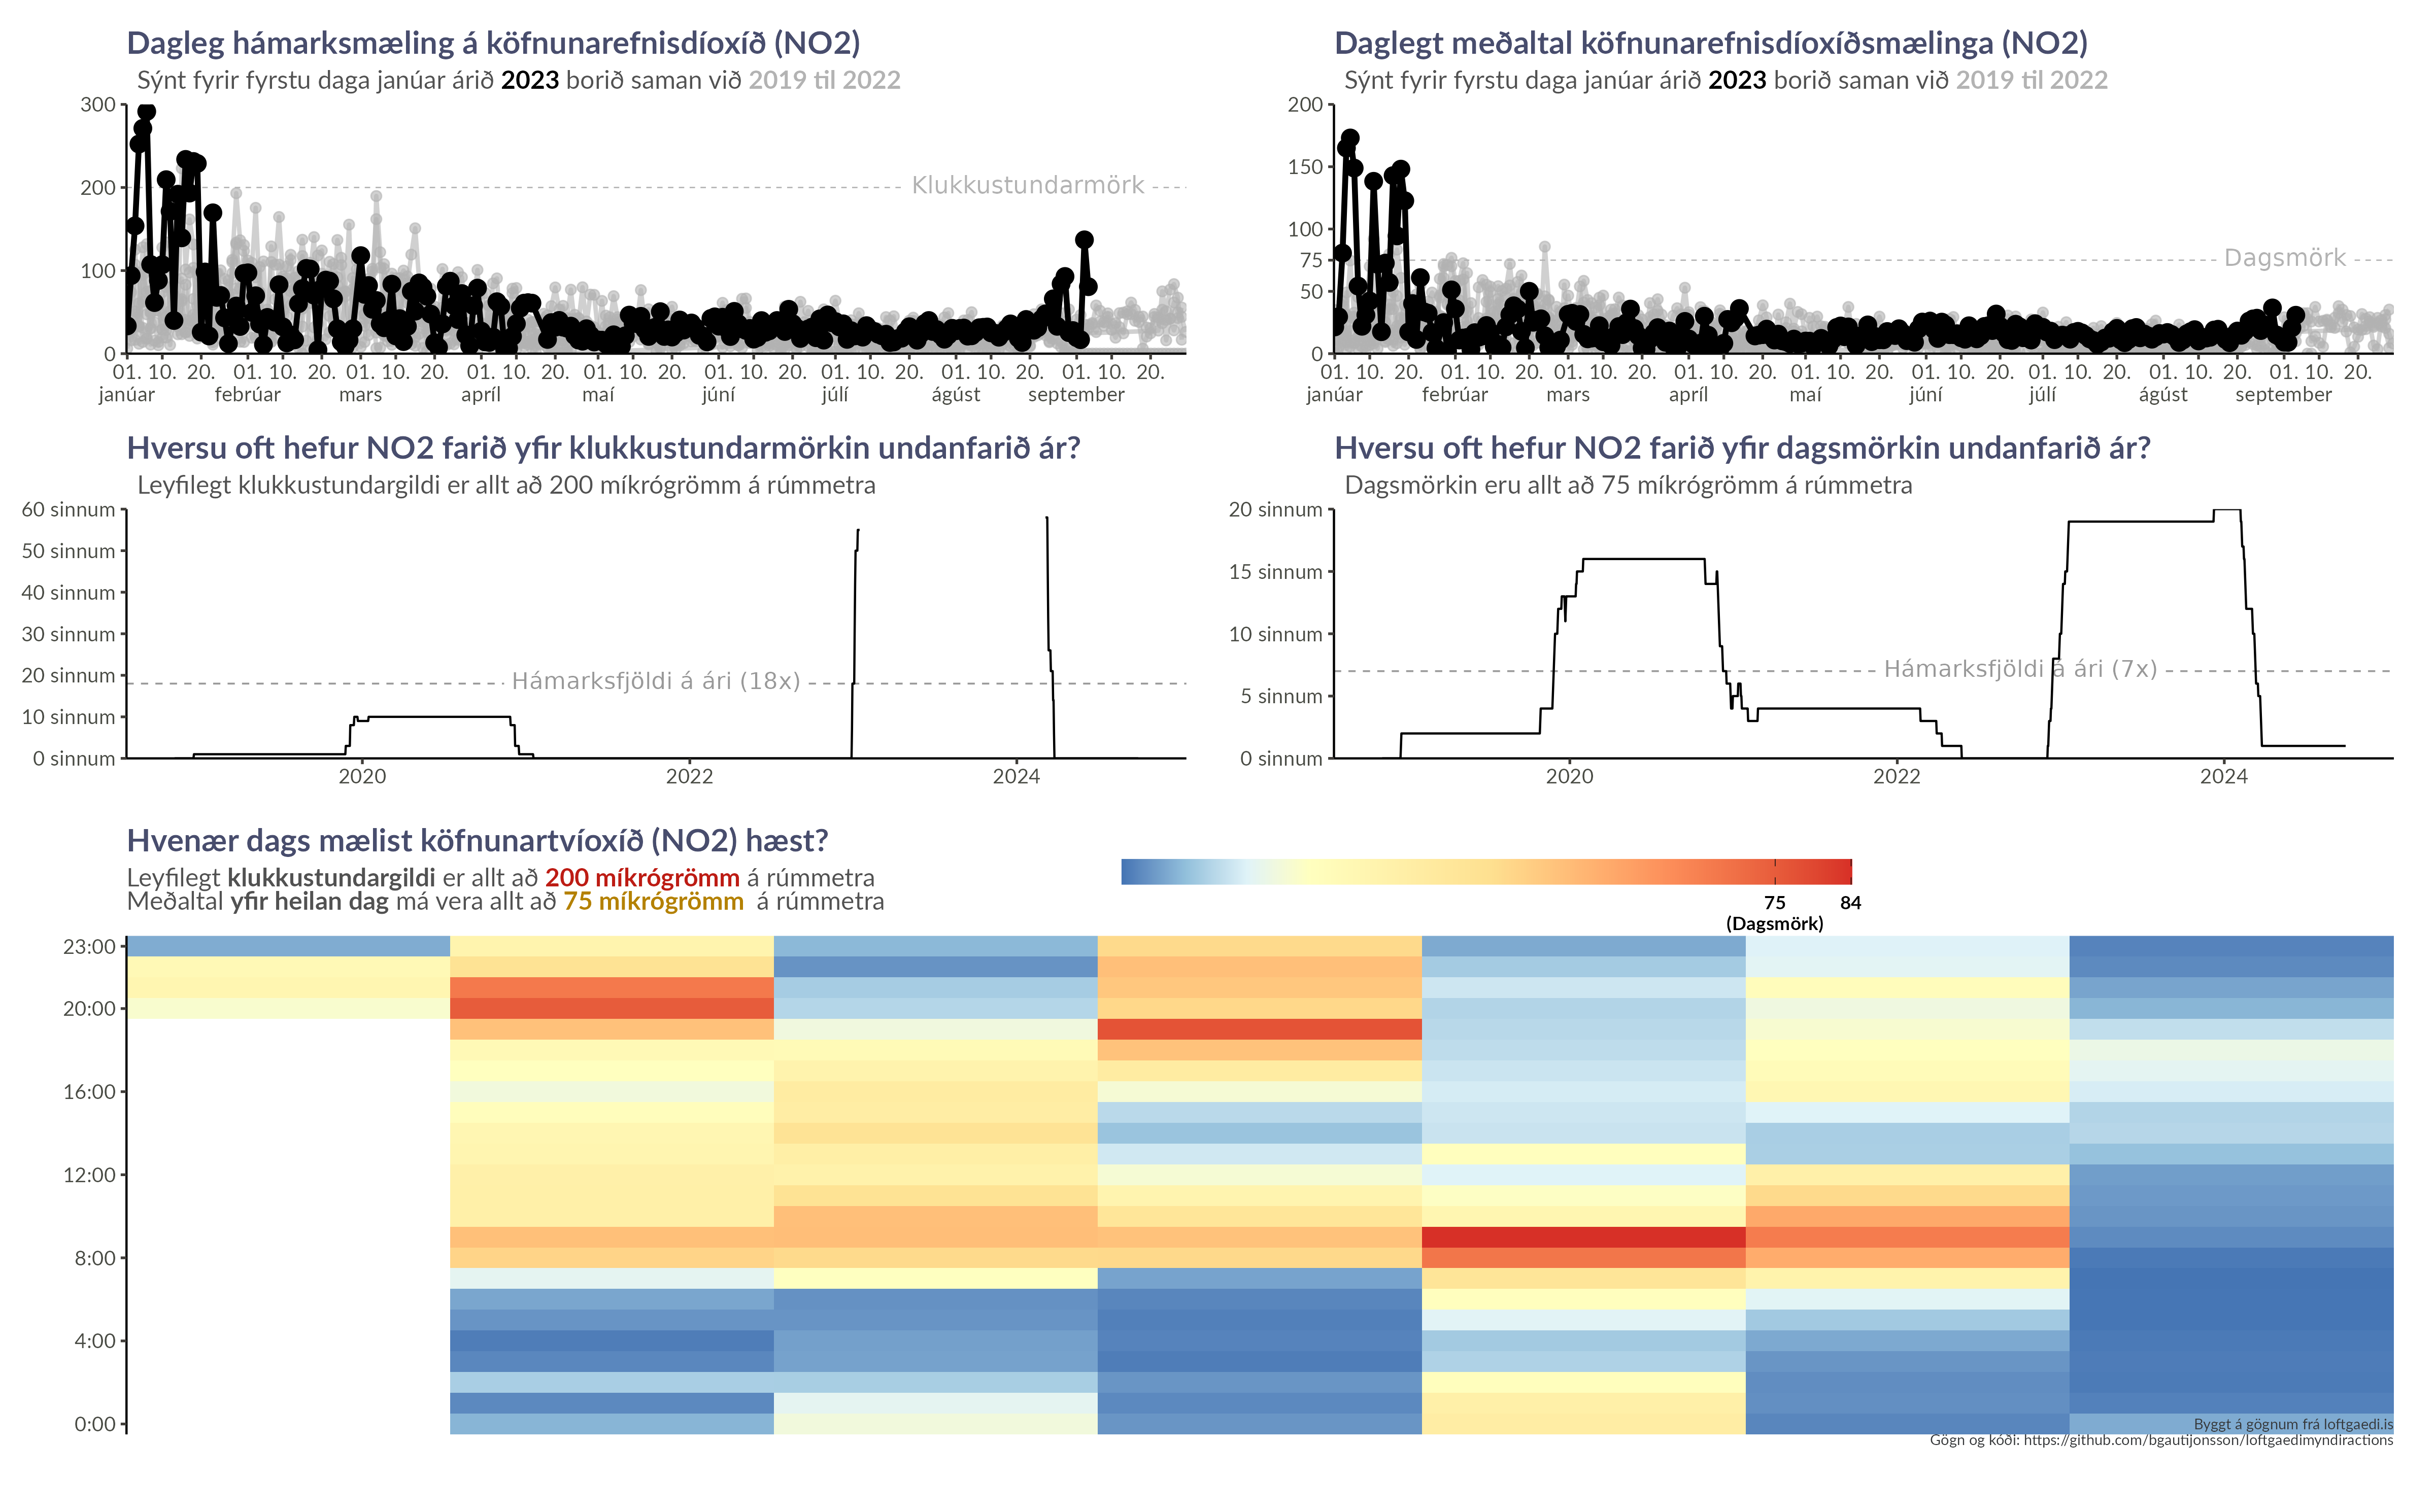 Dagleg hámarksmæling á köfnunarefnisdíoxíð (NO2)
Sýnt fyrir fyrstu daga janúar árið 2023 borið saman við 2019 til 2022
300
200
100
0
Klukkustundarmörk
01. 10. 20. 01. 10. 20. 01. 10. 20. 01. 10. 20. 01. 10. 20. 01. 10. 20. 01. 10. 20. 01. 10. 20. 01. 10. 20.
janúar febrúar mars apríl maí júní júlí ágúst september
Daglegt meðaltal köfnunarefnisdíoxíðsmælinga (NO2)
Sýnt fyrir fyrstu daga janúar árið 2023 borið saman við 2019 til 2022
200
150
100
75
50
0
Dagsmörk
01. 10. 20. 01. 10. 20. 01. 10. 20. 01. 10. 20. 01. 10. 20. 01. 10. 20. 01. 10. 20. 01. 10. 20. 01. 10. 20.
janúar febrúar mars apríl maí júní júlí ágúst september
Hversu oft hefur NO2 farið yfir klukkustundarmörkin undanfarið ár?
Leyfilegt klukkustundargildi er allt að 200 míkrógrömm á rúmmetra
60 sinnum
50 sinnum
40 sinnum
30 sinnum
20 sinnum
10 sinnum
0 sinnum
Hámarksfjöldi á ári (18x)
2020 2022 2024
Hversu oft hefur NO2 farið yfir dagsmörkin undanfarið ár?
Dagsmörkin eru allt að 75 míkrógrömm á rúmmetra
20 sinnum
15 sinnum
10 sinnum
5 sinnum
0 sinnum
Hámarksfjöldi á ári (7x)
2020 2022 2024
Hvenær dags mælist köfnunartvíoxíð (NO2) hæst?
Leyfilegt klukkustundargildi er allt að 200 míkrógrömm á rúmmetra
Meðaltal yfir heilan dag má vera allt að 75 míkrógrömm á rúmmetra
75 84
(Dagsmörk)
23:00
20:00
16:00
12:00
8:00
4:00
0:00
Byggt á gögnum frá loftgaedi.is
Gögn og kóði: https://github.com/bgautijonsson/loftgaedimyndiractions